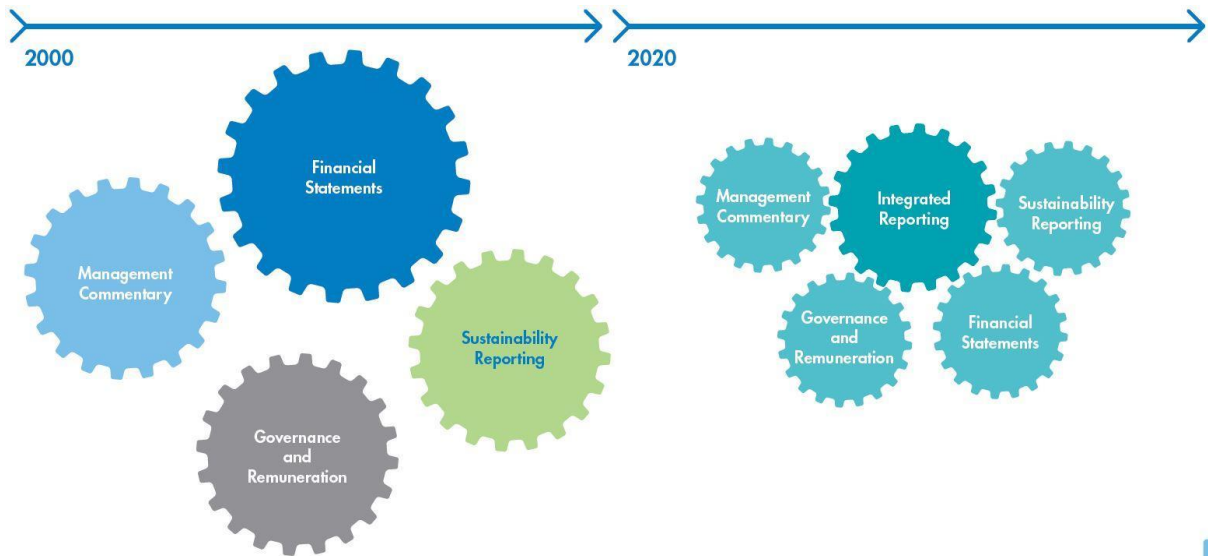 2000
2020
Financial
Statements
Management
Commentary
Sustainability
Reporting
Governance
and
Remuneration
Management
Commentary
Integrated
Reporting
Sustainability
Reporting
Governance
and
Remuneration
Financial
Statements